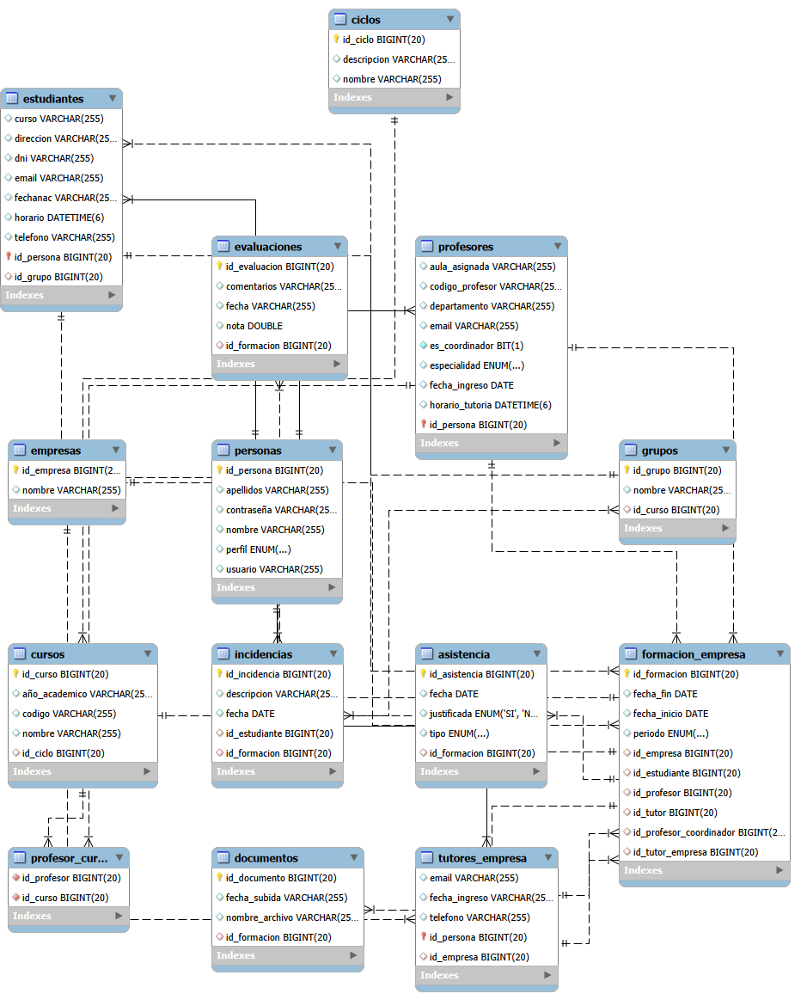 ciclos
id_ciclo BIGINT(20)
descripcion VARCHAR(25...
nombre VARCHAR(255)
Indexes
estudiantes
curso VARCHAR(255)
direccion VARCHAR(25...
dni VARCHAR(255)
email VARCHAR(255)
fechanac VARCHAR(25...
horario DATETIME(6)
telefono VARCHAR(255)
id_persona BIGINT(20)
id_grupo BIGINT(20)
Indexes
evaluaciones
id_evaluacion BIGINT(20)
comentarios VARCHAR(25...
fecha VARCHAR(255)
nota DOUBLE
id_formacion BIGINT(20)
Indexes
profesores
aula_asignada VARCHAR(255)
codigo_profesor VARCHAR(25...
departamento VARCHAR(255)
email VARCHAR(255)
es_coordinador BIT(1)
especialidad ENUM(...)
fecha_ingreso DATE
horario_tutoria DATETIME(6)
id_persona BIGINT(20)
Indexes
empresas
id_empresa BIGINT(2...
nombre VARCHAR(255)
Indexes
personas
id_persona BIGINT(20)
apellidos VARCHAR(255)
contraseña VARCHAR(25...
nombre VARCHAR(255)
perfil ENUM(...)
usuario VARCHAR(255)
Indexes
grupos
id_grupo BIGINT(20)
nombre VARCHAR(25...
id_curso BIGINT(20)
Indexes
cursos
id_curso BIGINT(20)
año_academico VARCHAR(25...
codigo VARCHAR(255)
nombre VARCHAR(255)
id_ciclo BIGINT(20)
Indexes
incidencias
id_incidencia BIGINT(20)
descripcion VARCHAR(25...
fecha DATE
id_estudiante BIGINT(20)
id_formacion BIGINT(20)
Indexes
asistencia
id_asistencia BIGINT(20)
fecha DATE
justificada ENUM('SI', 'N...
tipo ENUM(...)
id_formacion BIGINT(20)
Indexes
formacion_empresa
id_formacion BIGINT(20)
fecha_fin DATE
fecha_inicio DATE
periodo ENUM(...)
id_empresa BIGINT(20)
id_estudiante BIGINT(20)
id_profesor BIGINT(20)
id_tutor BIGINT(20)
id_profesor_coordinador BIGINT(2...
id_tutor_empresa BIGINT(20)
Indexes
profesor_cur...
id_profesor BIGINT(20)
id_curso BIGINT(20)
Indexes
documentos
id_documento BIGINT(20)
fecha_subida VARCHAR(255)
nombre_archivo VARCHAR(25...
id_formacion BIGINT(20)
Indexes
tutores_empresa
email VARCHAR(255)
fecha_ingreso VARCHAR(25...
telefono VARCHAR(255)
id_persona BIGINT(20)
id_empresa BIGINT(20)
Indexes